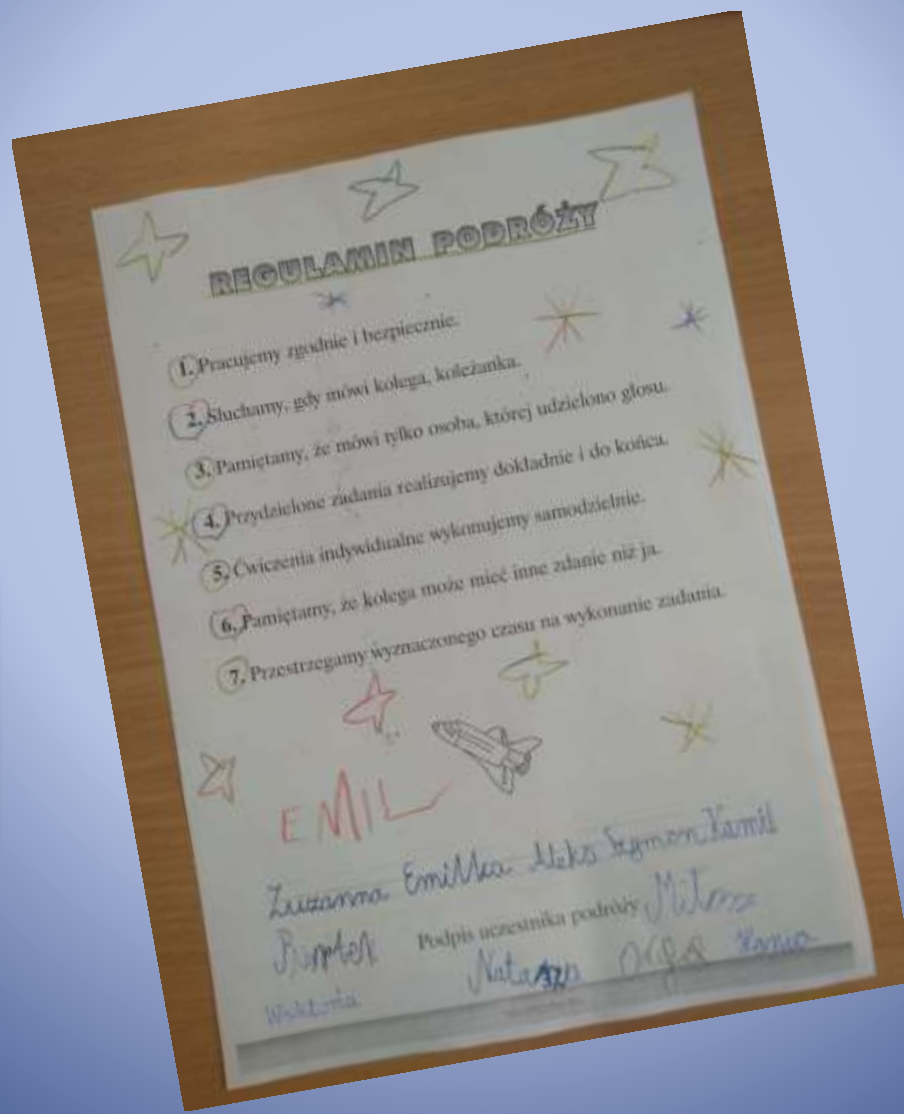 REGULAMIN PODRÓŻY
1. Pracujemy zgodnie i bezpiecznie.
2. Słuchamy, gdy mówi kolega, koleżanka.
3. Pamiętamy, że mówi tylko osoba, której udzielono głosu.
4. Przydzielone zadania realizujemy dokładnie i do końca.
5. Ćwiczenia indywidualne wykonujemy samodzielnie.
6. Pamiętamy, że kolega może mieć inne zdanie niż ja.
7. Przestrzegamy wyznaczonego czasu na wykonanie zadania.
EMIL
Zuzanna Emilka Aleks Szymon Kamil
Podpis uczestnika podróży Milena
Olga Hania
Wiktoria